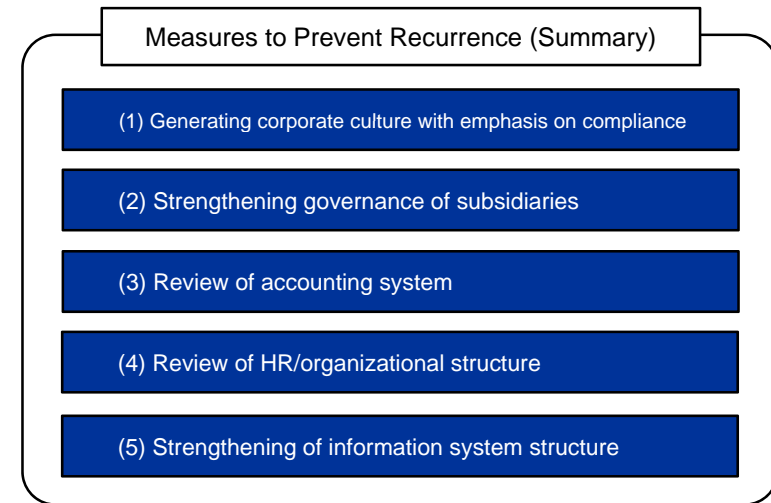 Measures to Prevent Recurrence (Summary)
(1) Generating corporate culture with emphasis on compliance
(2) Strengthening governance of subsidiaries
(3) Review of accounting system
(4) Review of HR/organizational structure
(5) Strengthening of information system structure